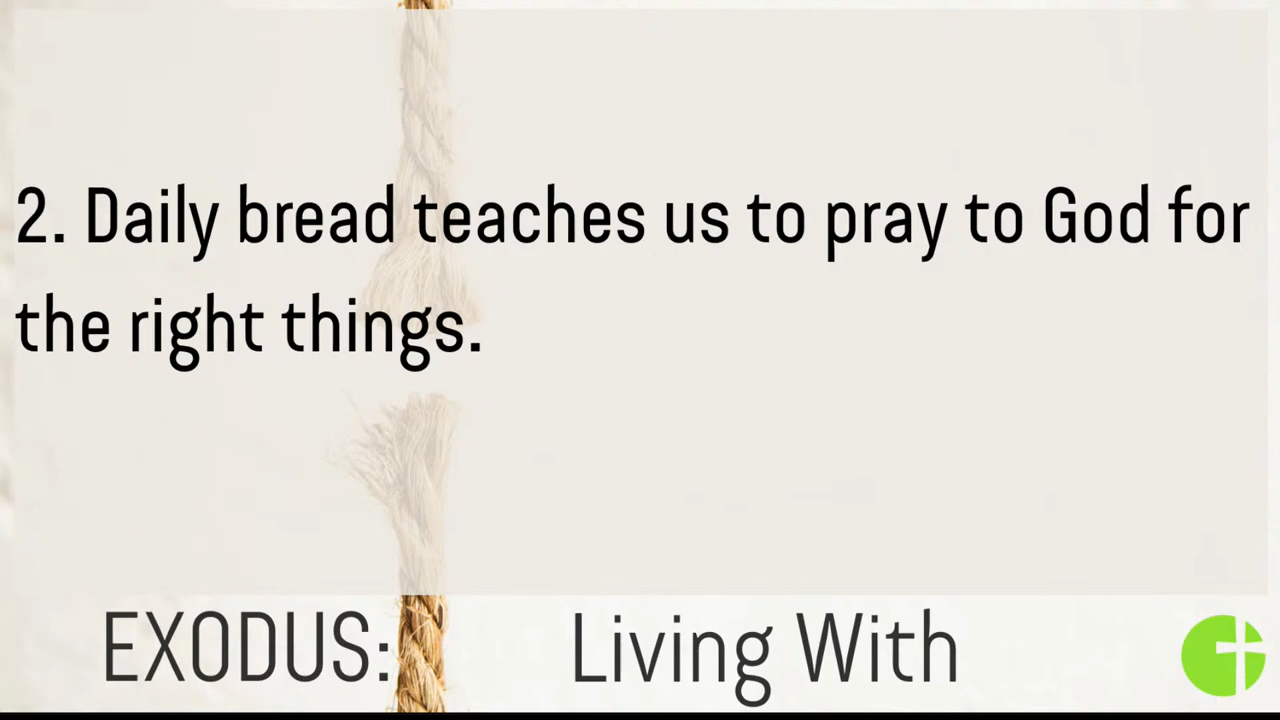 2. Daily bread teaches us to pray to God for
the right things.
EXODUS: Living With